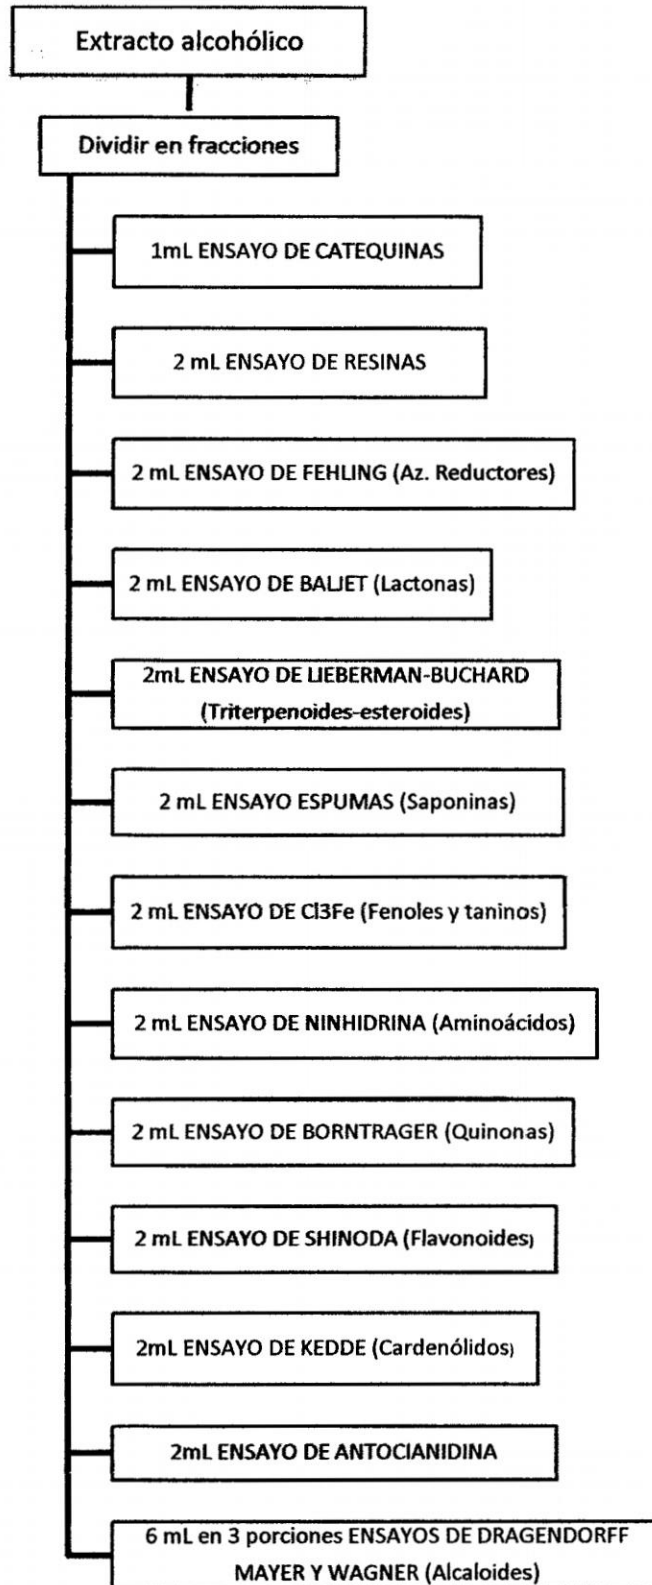 Extracto alcohólico
Dividir en fracciones
1mL ENSAYO DE CATEQUINAS
2 mL ENSAYO DE RESINAS
2 mL ENSAYO DE FEHLING (Az. Reductores)
2 mL ENSAYO DE BALJET (Lactonas)
2mL ENSAYO DE LIEBERMAN-BUCHARD
(Triterpenoides-esteroides)
2 mL ENSAYO ESPUMAS (Saponinas)
2 mL ENSAYO DE Cl3Fe (Fenoles y taninos)
2 mL ENSAYO DE NINHIDRINA (Aminoácidos)
2 mL ENSAYO DE BORNTRAGER (Quinonas)
2 mL ENSAYO DE SHINODA (Flavonoides)
2mL ENSAYO DE KEDDE (Cardenólidos)
2mL ENSAYO DE ANTOCIANIDINA
6 mL en 3 porciones ENSAYOS DE DRAGENDORFF
MAYER Y WAGNER (Alcaloides)